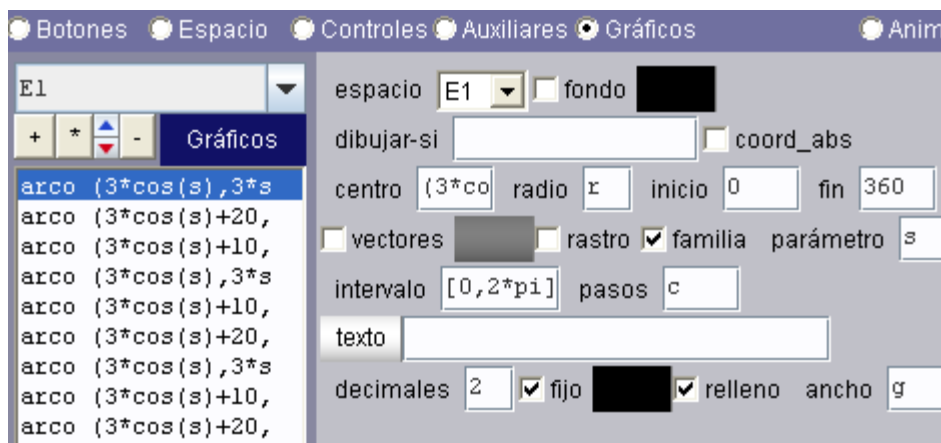 Botones Espacio Controles Auxiliares Gráficos Anim
E1
+ * - Gráficos
arco (3*cos(s),3*s
arco (3*cos(s)+20,
arco (3*cos(s)+10,
arco (3*cos(s),3*s
arco (3*cos(s)+10,
arco (3*cos(s)+20,
arco (3*cos(s),3*s
arco (3*cos(s)+10,
arco (3*cos(s)+20,
espacio E1 fondo
dibujar-si coord_abs
centro (3*co radio r inicio 0 fin 360
vectores rastro familia parámetro s
intervalo [0,2*pi] pasos c
texto
decimales 2 fijo relleno ancho g